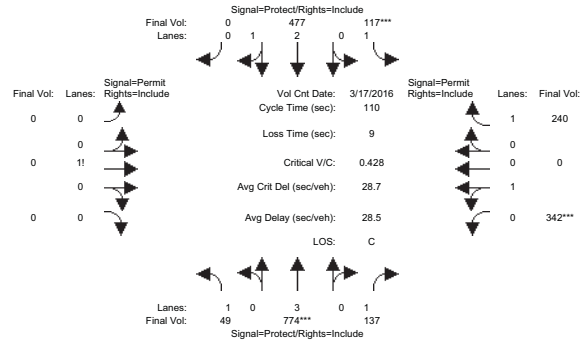 Signal=Protect/Rights=Include
Final Vol: 0 477 117***
Lanes: 0 1 2 0 1
Signal=Permit Signal=Permit
Final Vol: Lanes: Rights=Include Vol Cnt Date: 3/17/2016 Rights=Include Lanes: Final Vol:
Cycle Time (sec): 110
0 0 1 240
Loss Time (sec): 9
0 0
0 1! Critical V/C: 0.428 0 0
0 Avg Crit Del (sec/veh): 28.7 1
0 0 Avg Delay (sec/veh): 28.5 0 342***
LOS: C
Lanes: 1 0 3 0 1
Final Vol: 49 774*** 137
Signal=Protect/Rights=Include